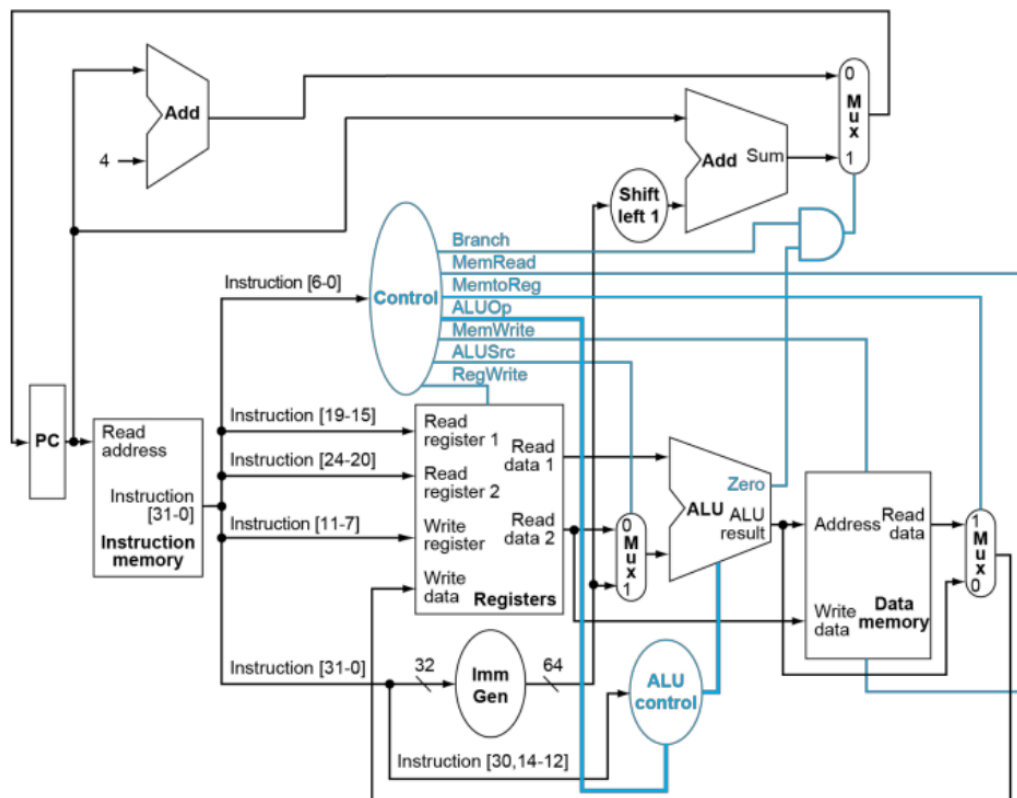 Add
4
0
Mux
1
Add
Sum
Shift
left 1
Branch
MemRead
MemtoReg
ALUOp
MemWrite
ALUSrc
RegWrite
Control
Instruction [6-0]
PC
Read
address
Instruction
[31-0]
Instruction
memory
Instruction [19-15]
Instruction [24-20]
Instruction [11-7]
Read
register 1
Read
register 2
Write
register
Write
data
Registers
Read
data 1
Read
data 2
0
Mux
1
Zero
ALU
ALU
result
Address
Read
data
Write
data
Data
memory
1
Mux
0
Instruction [31-0]
32
Imm
Gen
64
ALU
control
Instruction [30,14-12]